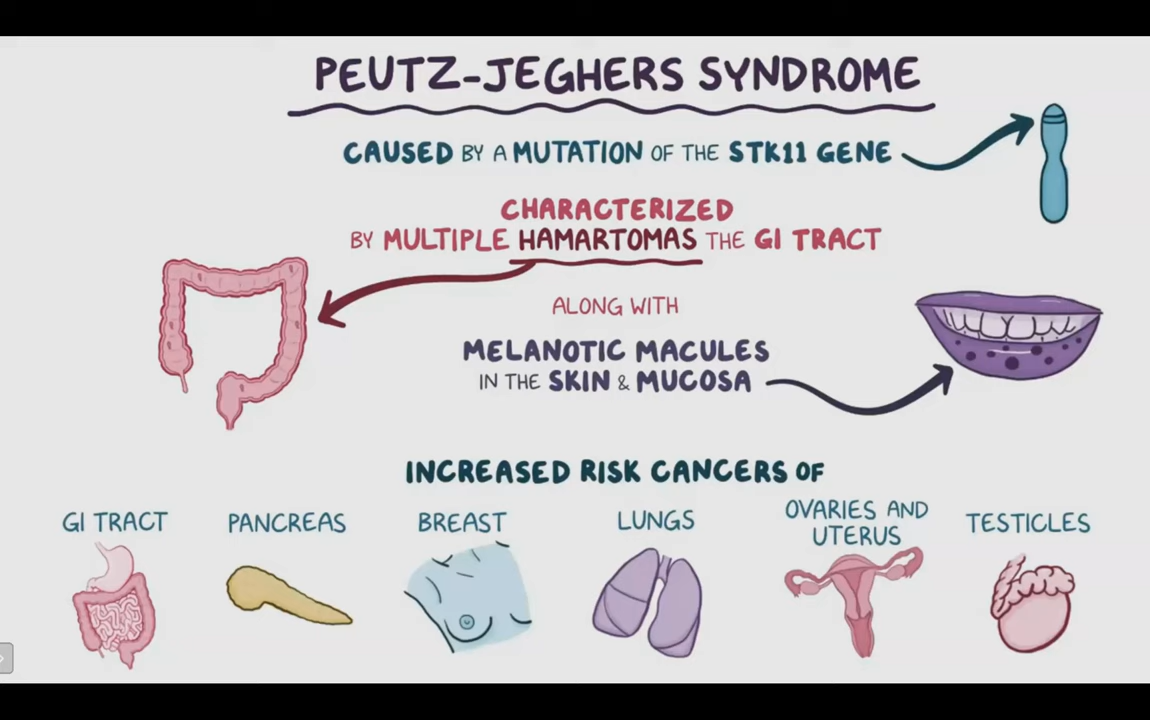 PEUTZ-JEGHERS SYNDROME
CAUSED BY A MUTATION OF THE STK11 GENE
CHARACTERIZED
BY MULTIPLE HAMARTOMAS THE GI TRACT
ALONG WITH
MELANOTIC MACULES
IN THE SKIN & MUCOSA
INCREASED RISK CANCERS OF
GI TRACT
PANCREAS
BREAST
LUNGS
OVARIES AND
UTERUS
TESTICLES